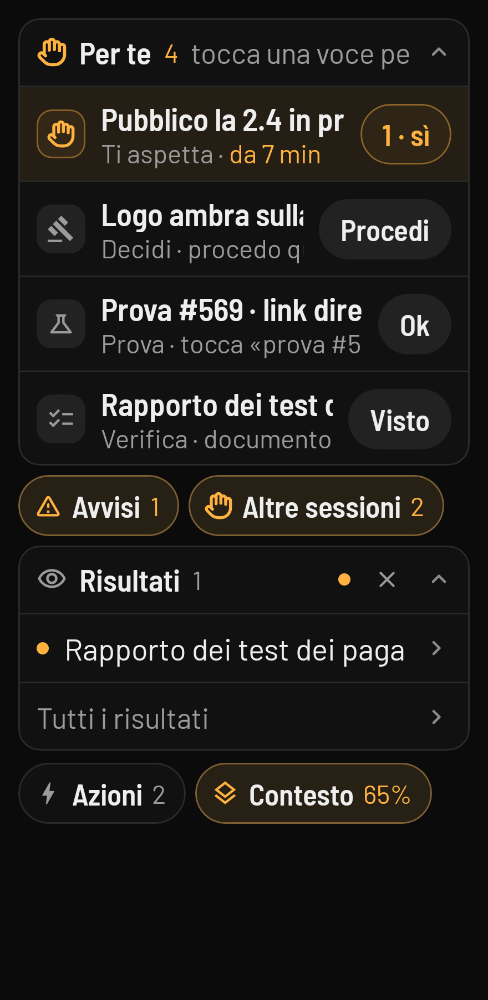 Per te 4 tocca una voce pe
Pubblico la 2.4 in pr
Ti aspetta · da 7 min
1 · sì
Logo ambra sulla
Decidi · procedo q
Procedi
Prova #569 · link dire
Prova · tocca «prova #5
Ok
Rapporto dei test d
Verifica · documento
Visto
Avvisi 1
Altre sessioni 2
Risultati 1
Rapporto dei test dei paga
Tutti i risultati
Azioni 2
Contesto 65%